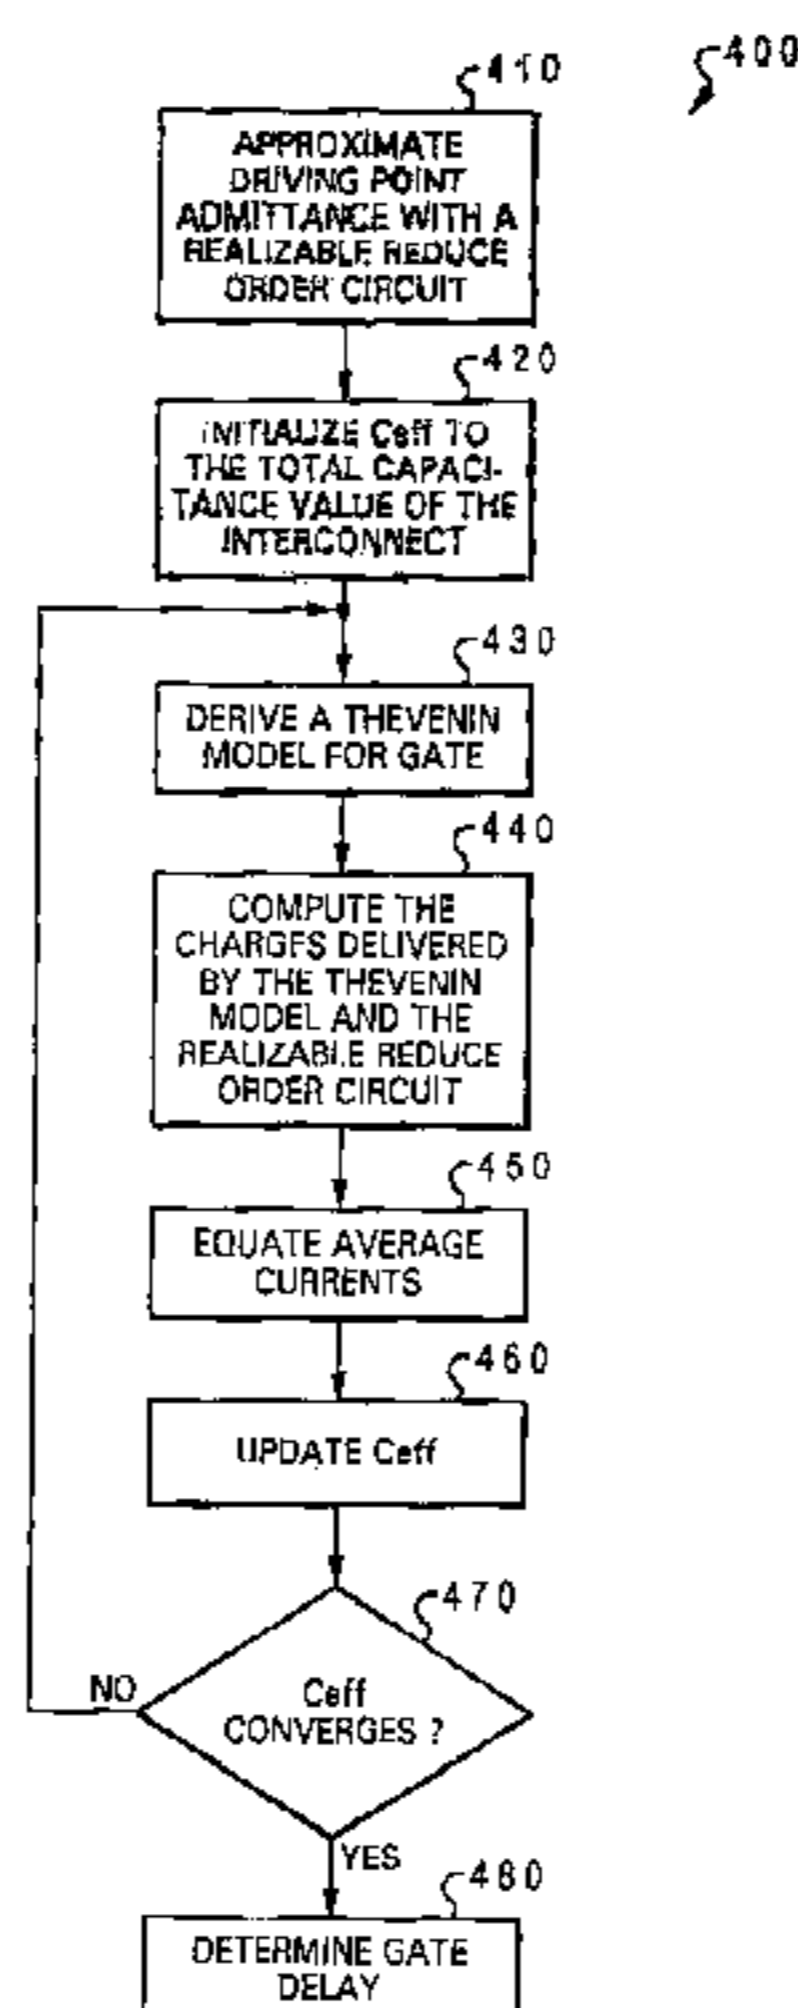 400
410
APPROXIMATE
DRIVING POINT
ADMITTANCE WITH A
REALIZABLE REDUCE
ORDER CIRCUIT
420
INITIALIZE Ceff TO
THE TOTAL CAPACI-
TANCE VALUE OF THE
INTERCONNECT
430
DERIVE A THEVENIN
MODEL FOR GATE
440
COMPUTE THE
CHARGES DELIVERED
BY THE THEVENIN
MODEL AND THE
REALIZABLE REDUCE
ORDER CIRCUIT
450
EQUATE AVERAGE
CURRENTS
460
UPDATE Ceff
470
Ceff
CONVERGES ?
NO
YES
480
DETERMINE GATE
DELAY